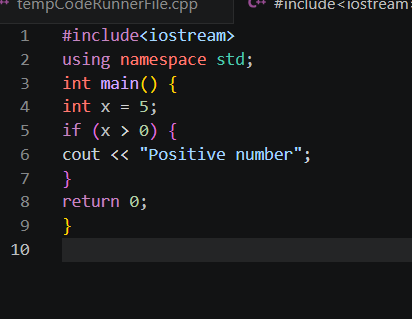 tempCodeRunnerFile.cpp #include<iostream>
1 #include<iostream>
2 using namespace std;
3 int main() {
4 int x = 5;
5 if (x > 0) {
6 cout << "Positive number";
7 }
8 return 0;
9 }
10